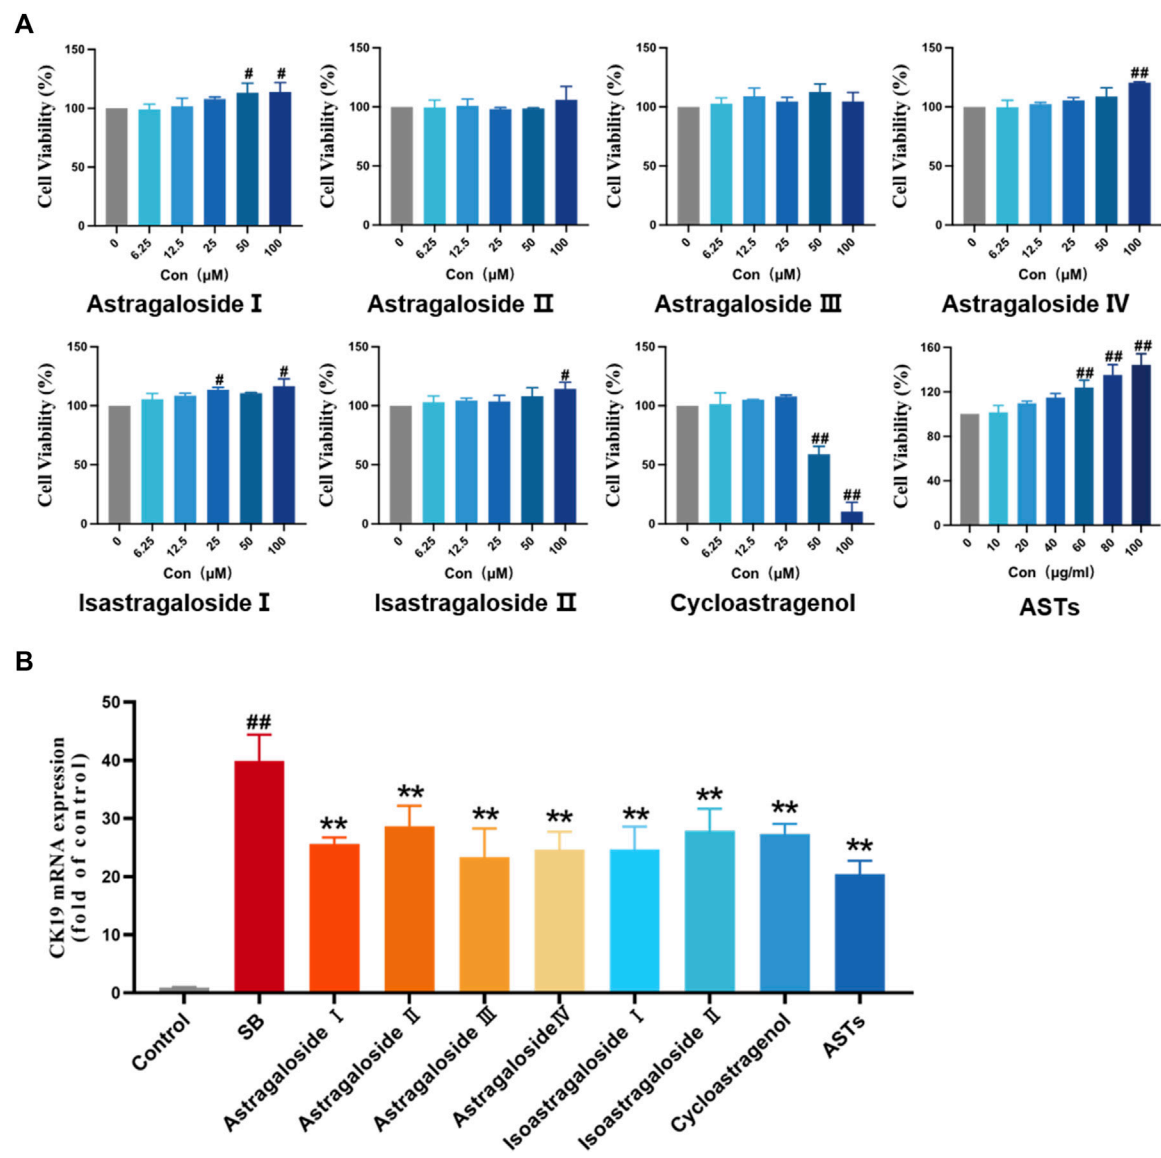 A
150
100
50
0
Cell Viability (%)
#
#
0
6.25
12.5
25
50
100
Con (μM)
Astragaloside Ⅰ
150
100
50
0
Cell Viability (%)
0
6.25
12.5
25
50
100
Con (μM)
Astragaloside Ⅱ
150
100
50
0
Cell Viability (%)
0
6.25
12.5
25
50
100
Con (μM)
Astragaloside Ⅲ
150
100
50
0
Cell Viability (%)
##
0
6.25
12.5
25
50
100
Con (μM)
Astragaloside Ⅳ
150
100
50
0
Cell Viability (%)
#
#
0
6.25
12.5
25
50
100
Con (μM)
Isastragaloside Ⅰ
150
100
50
0
Cell Viability (%)
#
0
6.25
12.5
25
50
100
Con (μM)
Isastragaloside Ⅱ
150
100
50
0
Cell Viability (%)
##
##
0
6.25
12.5
25
50
100
Con (μM)
Cycloastragenol
160
120
80
40
0
Cell Viability (%)
##
##
##
0
10
20
40
60
80
100
Con (μg/ml)
ASTs
B
50
40
30
20
10
0
CK19 mRNA expression
(fold of control)
##
**
**
**
**
**
**
**
**
Control
SB
Astragaloside Ⅰ
Astragaloside Ⅱ
Astragaloside Ⅲ
AstragalosideⅣ
Isoastragaloside Ⅰ
Isoastragaloside Ⅱ
Cycloastragenol
ASTs